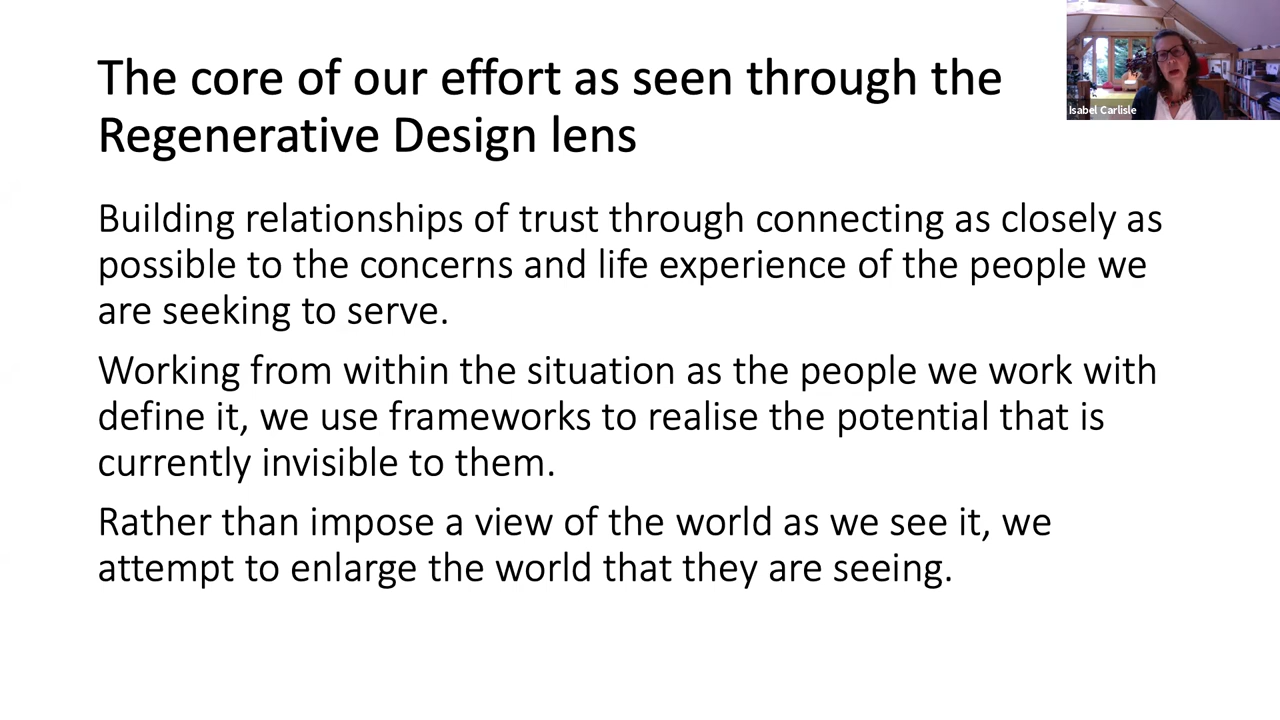 The core of our effort as seen through the
Regenerative Design lens
Isabel Carlisle
Building relationships of trust through connecting as closely as
possible to the concerns and life experience of the people we
are seeking to serve.
Working from within the situation as the people we work with
define it, we use frameworks to realise the potential that is
currently invisible to them.
Rather than impose a view of the world as we see it, we
attempt to enlarge the world that they are seeing.